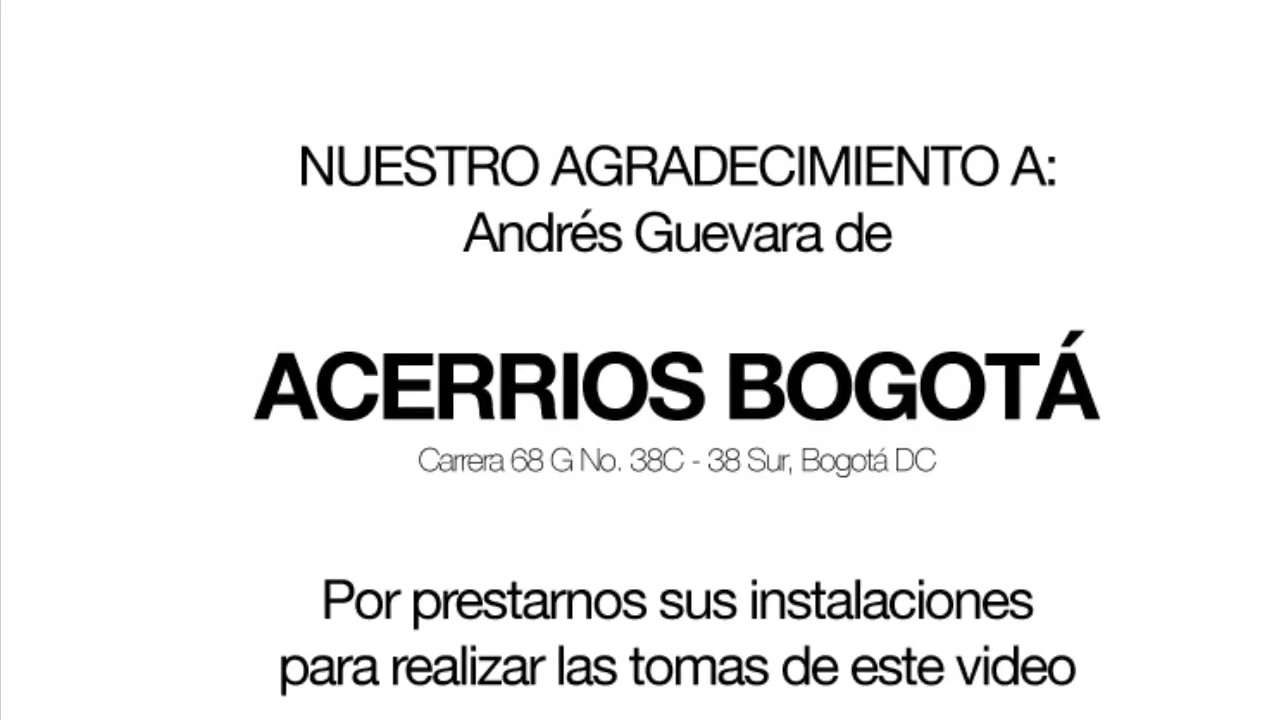 NUESTRO AGRADECIMIENTO A:
Andrés Guevara de
ACERRIOS BOGOTÁ
Carrera 68 G No. 38C - 38 Sur, Bogotá DC
Por prestarnos sus instalaciones
para realizar las tomas de este video